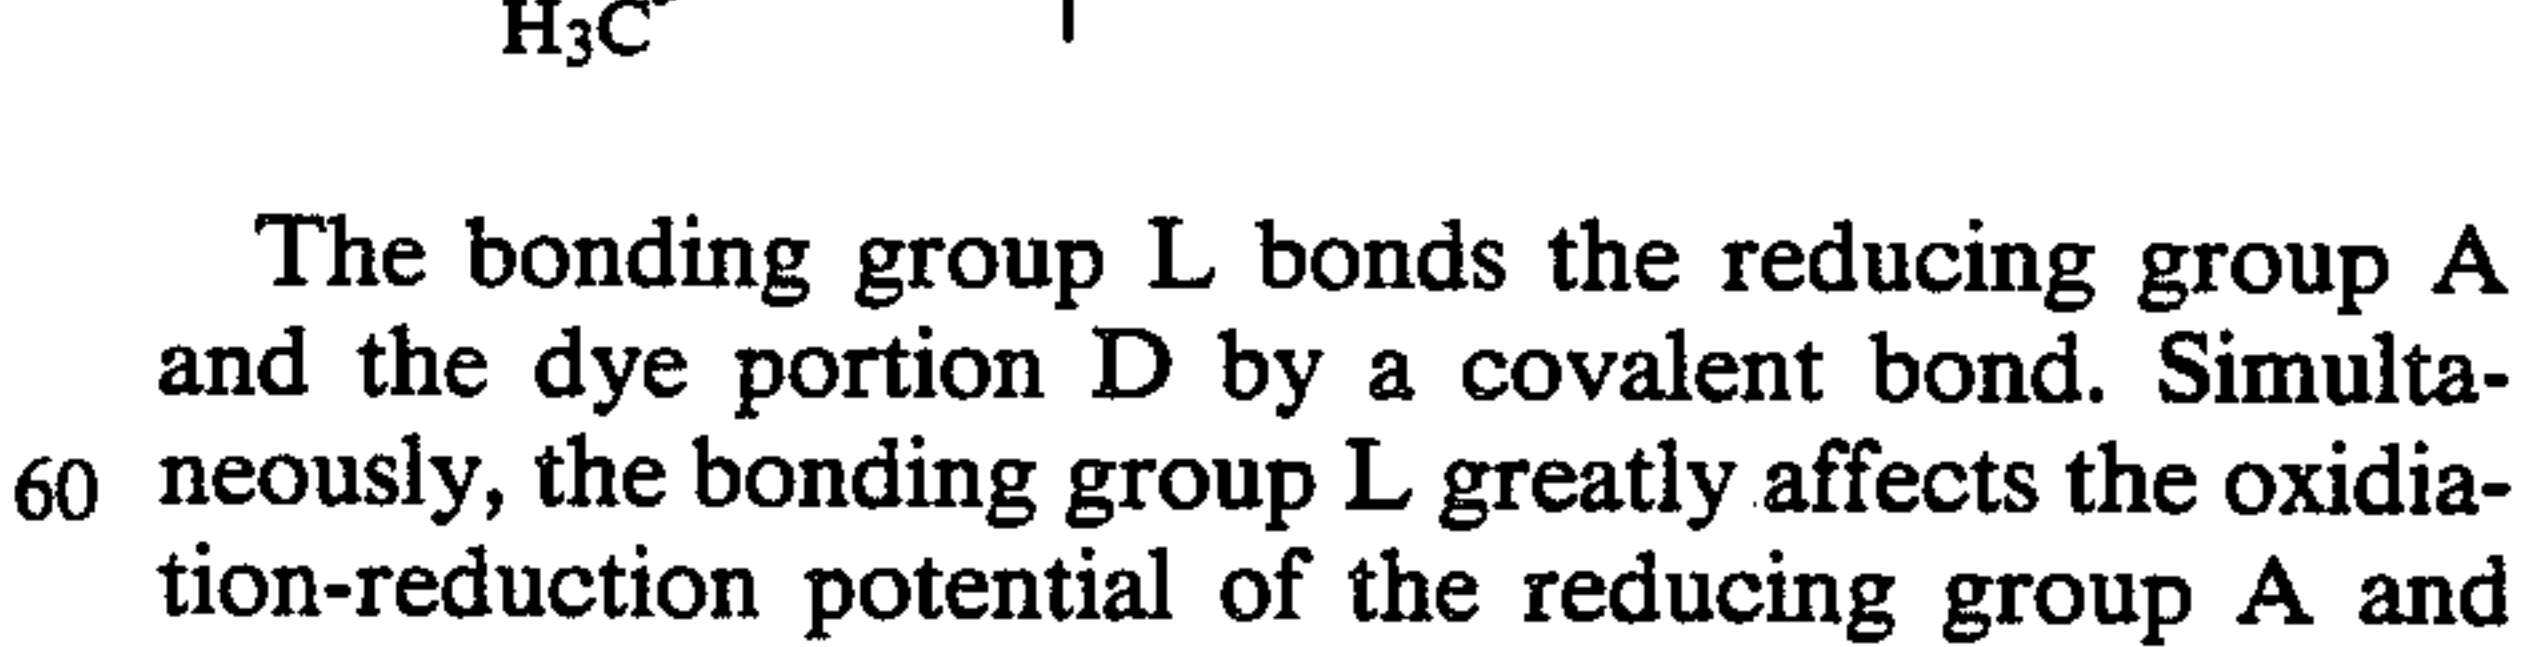 H₃C
The bonding group L bonds the reducing group A
and the dye portion D by a covalent bond. Simulta-
60 neously, the bonding group L greatly affects the oxidia-
tion-reduction potential of the reducing group A and